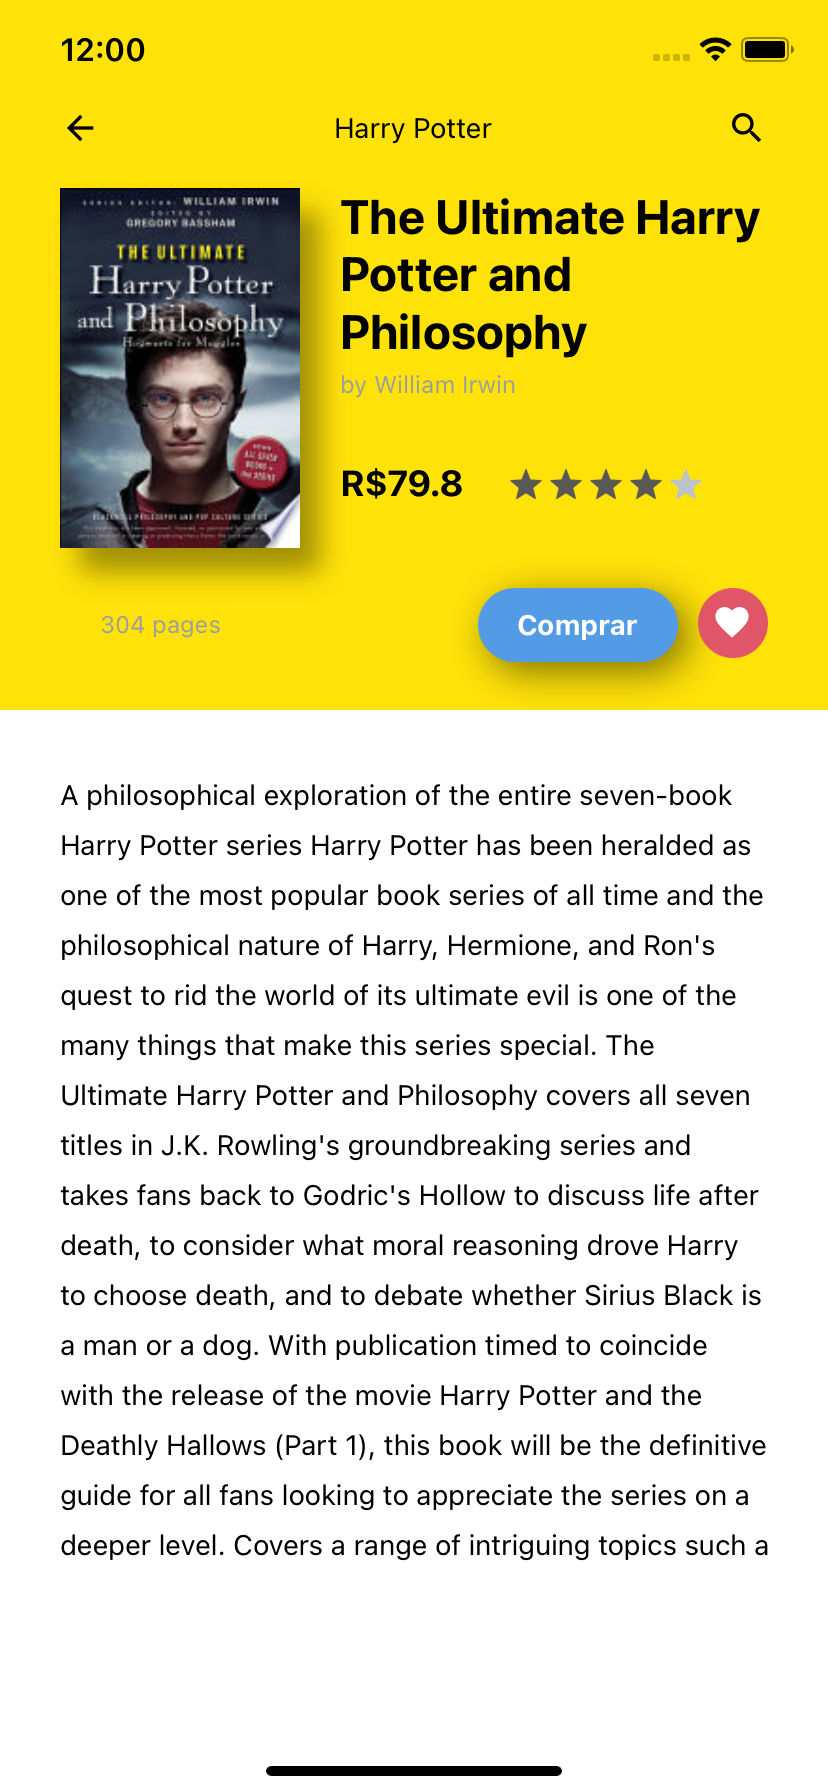 12:00
Harry Potter
SERIES EDITOR: WILLIAM IRWIN
EDITED BY
GREGORY BASSHAM
THE ULTIMATE
Harry Potter
and Philosophy
Hogwarts for Muggles
BLACKWELL PHILOSOPHY AND POP CULTURE SERIES
The Ultimate Harry
Potter and
Philosophy
by William Irwin
R$79.8
304 pages
Comprar
A philosophical exploration of the entire seven-book
Harry Potter series Harry Potter has been heralded as
one of the most popular book series of all time and the
philosophical nature of Harry, Hermione, and Ron's
quest to rid the world of its ultimate evil is one of the
many things that make this series special. The
Ultimate Harry Potter and Philosophy covers all seven
titles in J.K. Rowling's groundbreaking series and
takes fans back to Godric's Hollow to discuss life after
death, to consider what moral reasoning drove Harry
to choose death, and to debate whether Sirius Black is
a man or a dog. With publication timed to coincide
with the release of the movie Harry Potter and the
Deathly Hallows (Part 1), this book will be the definitive
guide for all fans looking to appreciate the series on a
deeper level. Covers a range of intriguing topics such a